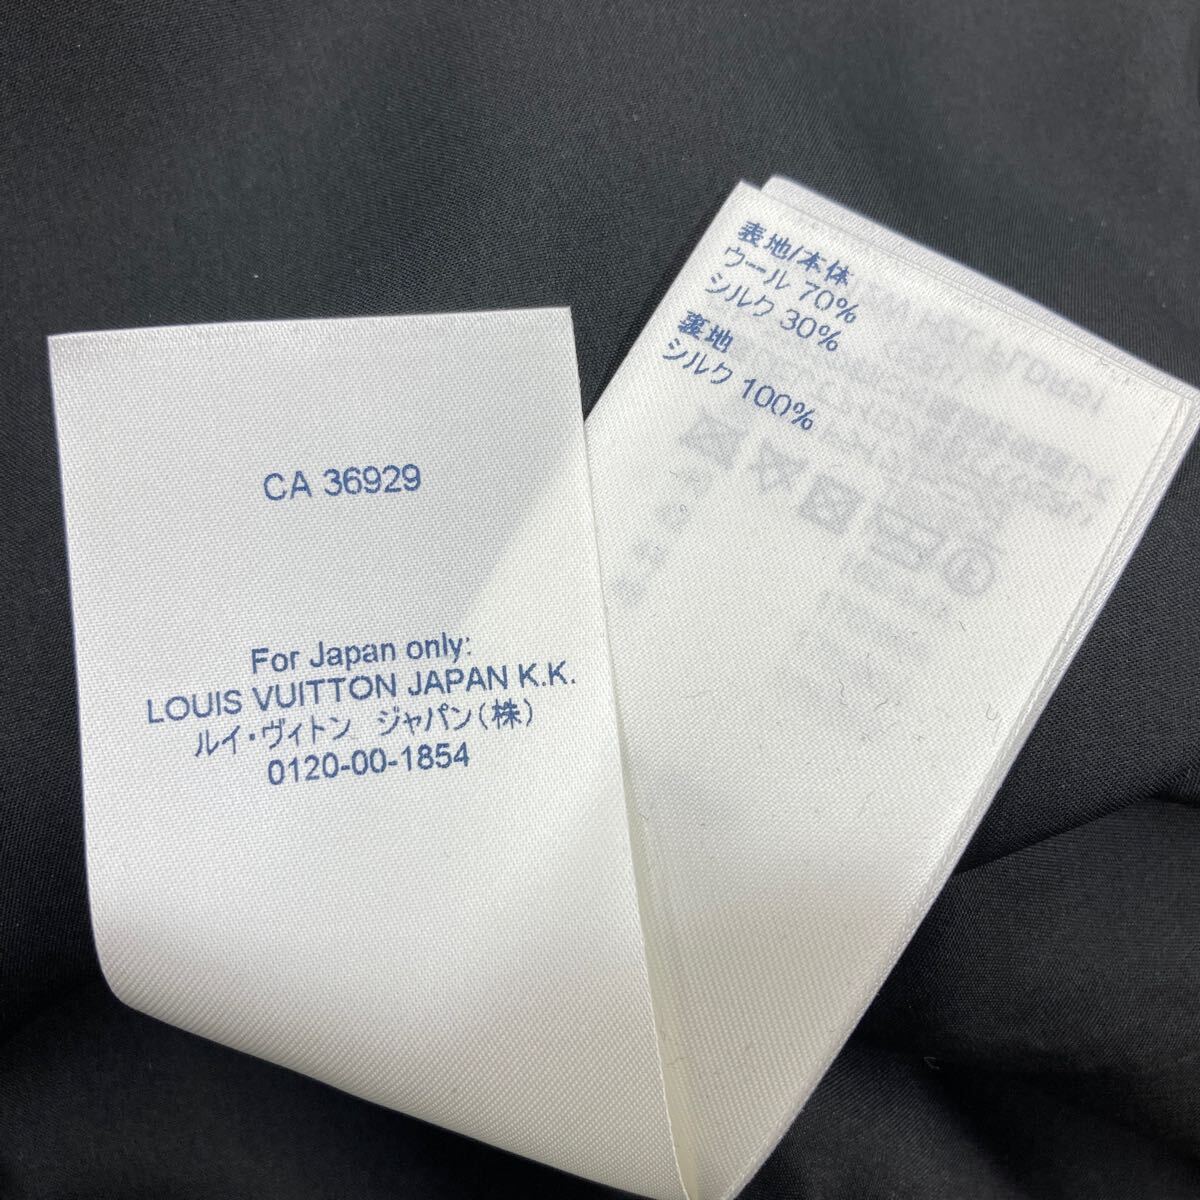 CA 36929
For Japan only:
LOUIS VUITTON JAPAN K.K.
ルイ・ヴィトン ジャパン(株)
0120-00-1854
表地/本体
ウール 70%
シルク 30%
裏地
シルク 100%